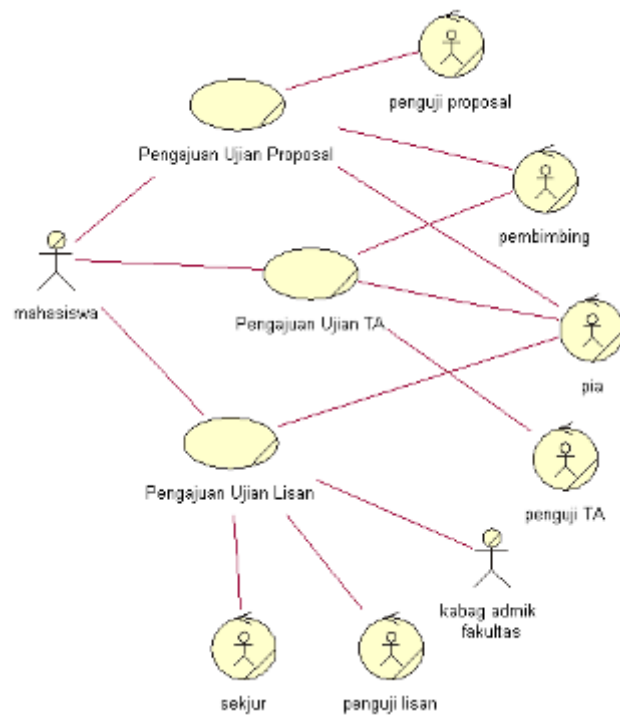 penguji proposal
Pengajuan Ujian Proposal
pembimbing
mahasiswa
Pengajuan Ujian TA
pia
Pengajuan Ujian Lisan
penguji TA
kabag admik
fakultas
sekjur
penguji lisan